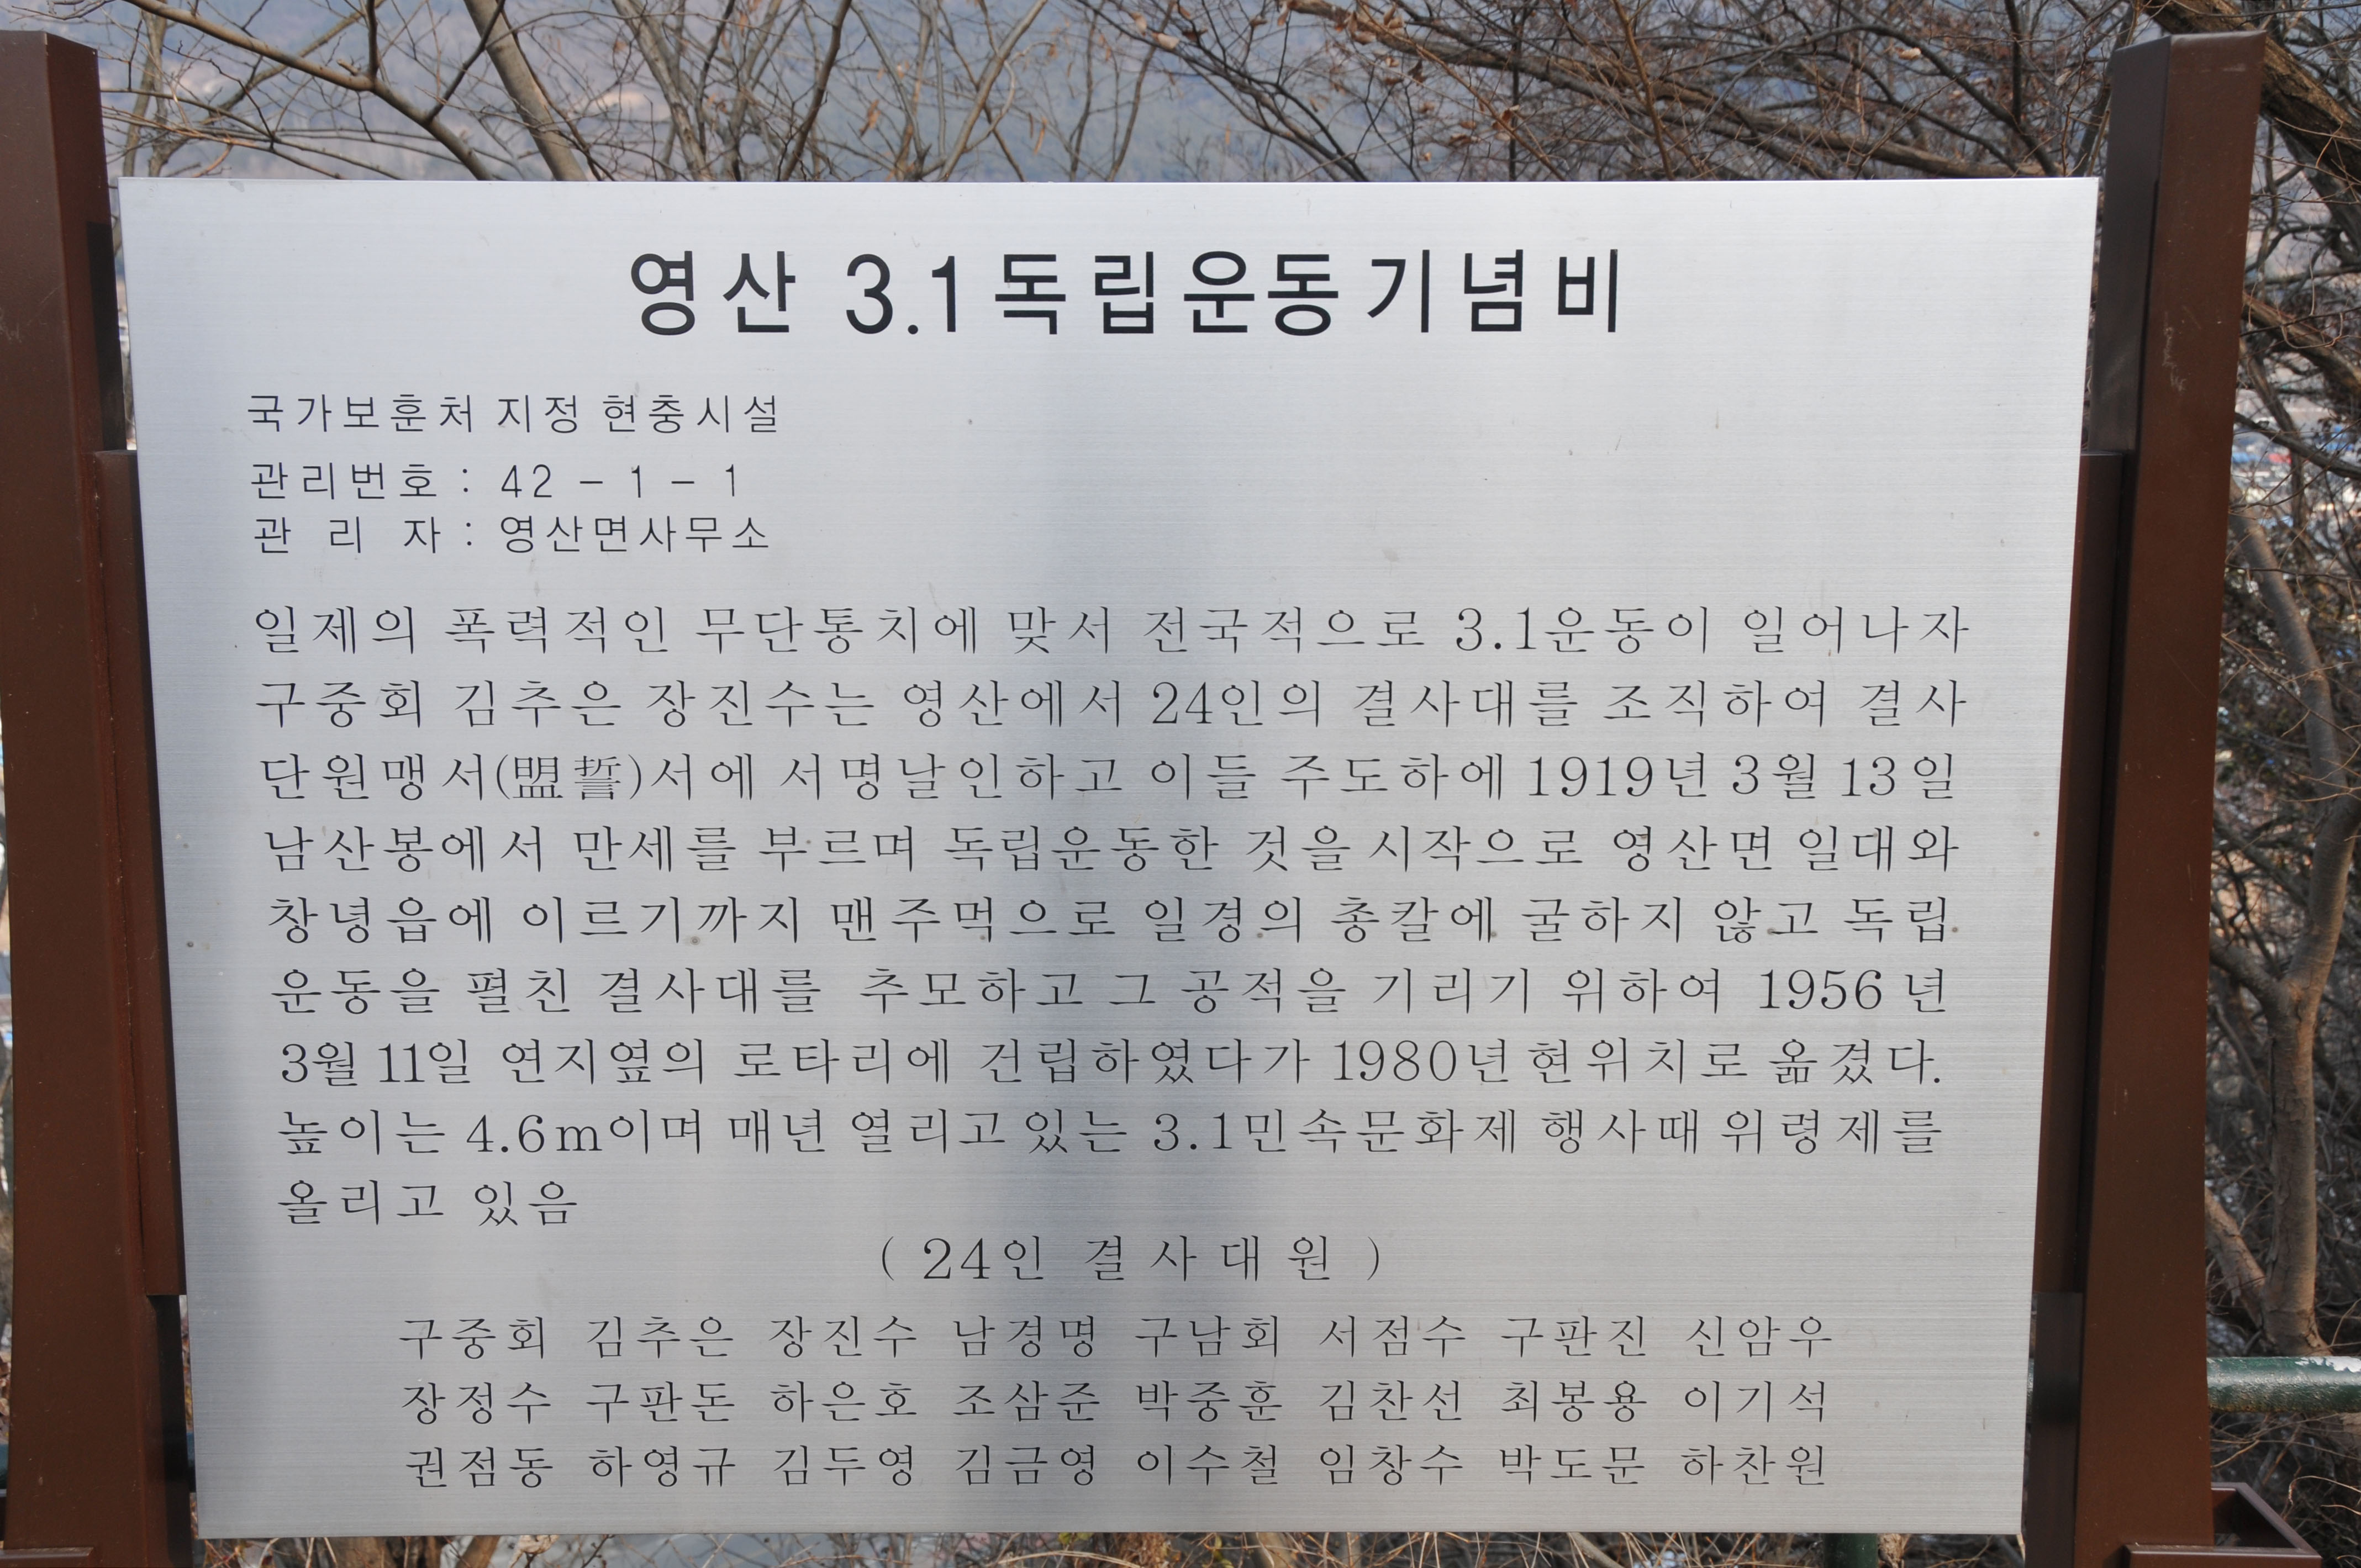 영산 3.1독립운동기념비
국가보훈처 지정 현충시설
관리번호 : 42 - 1 - 1
관 리 자 : 영산면사무소
일제의 폭력적인 무단통치에 맞서 전국적으로 3.1운동이 일어나자
구중회 김추은 장진수는 영산에서 24인의 결사대를 조직하여 결사
단원맹서(盟誓)서에 서명날인하고 이들 주도하에 1919년 3월 13일
남산봉에서 만세를 부르며 독립운동한 것을 시작으로 영산면 일대와
창녕읍에 이르기까지 맨주먹으로 일경의 총칼에 굴하지 않고 독립
운동을 펼친 결사대를 추모하고 그 공적을 기리기 위하여 1956년
3월 11일 연지옆의 로타리에 건립하였다가 1980년 현위치로 옮겼다.
높이는 4.6m이며 매년 열리고 있는 3.1민속문화제 행사때 위령제를
올리고 있음
( 24인 결사대원 )
구중회 김추은 장진수 남경명 구남회 서점수 구판진 신암우
장정수 구판돈 하은호 조삼준 박중훈 김찬선 최봉용 이기석
권점동 하영규 김두영 김금영 이수철 임창수 박도문 하찬원